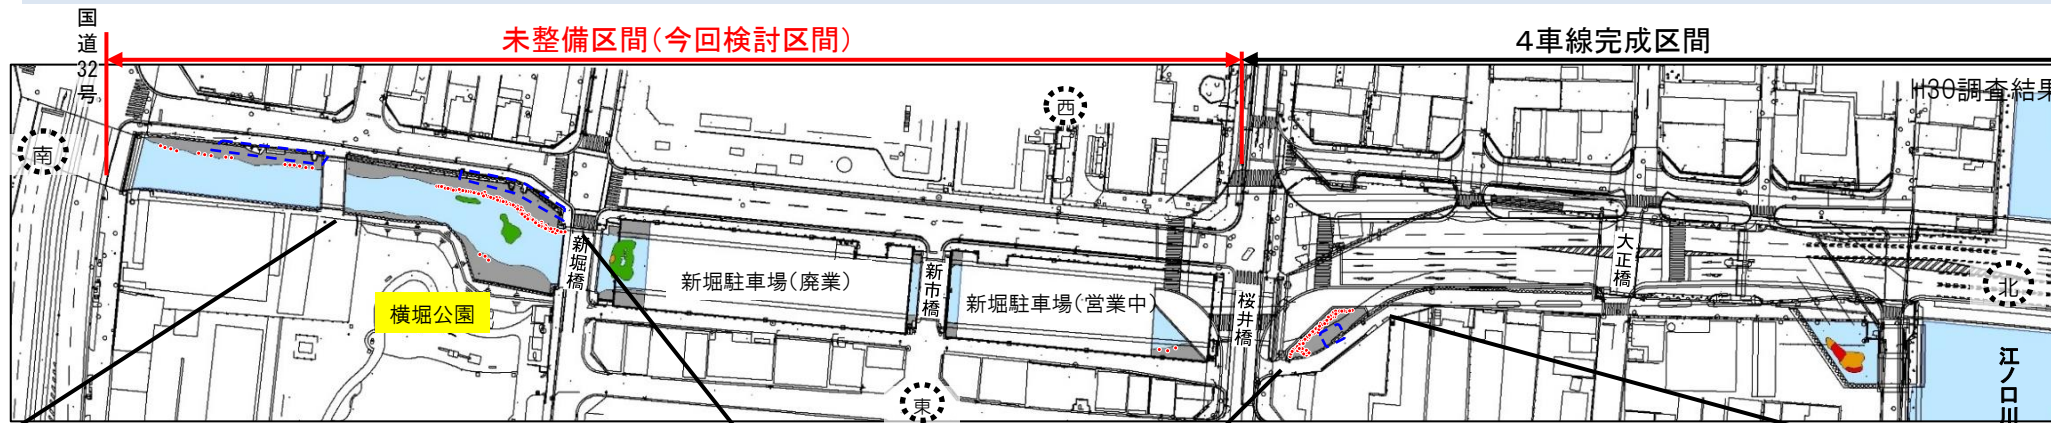 国道32号
未整備区間(今回検討区間)
4車線完成区間
H30調査結果
西
南
新堀橋
新堀駐車場(廃業)
新市橋
新堀駐車場(営業中)
桜井橋
大正橋
北
横堀公園
東
江ノ口川